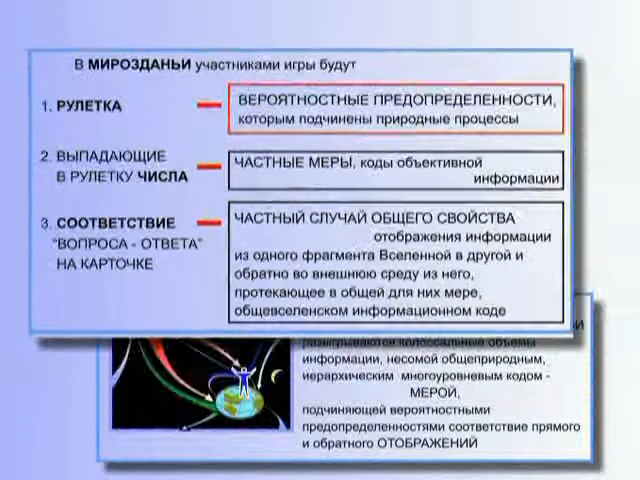 В МИРОЗДАНЬИ участниками игры будут
1. РУЛЕТКА
ВЕРОЯТНОСТНЫЕ ПРЕДОПРЕДЕЛЕННОСТИ,
которым подчинены природные процессы
2. ВЫПАДАЮЩИЕ
В РУЛЕТКУ ЧИСЛА
ЧАСТНЫЕ МЕРЫ, коды объективной
информации
3. СООТВЕТСТВИЕ
"ВОПРОСА - ОТВЕТА"
НА КАРТОЧКЕ
ЧАСТНЫЙ СЛУЧАЙ ОБЩЕГО СВОЙСТВА
отображения информации
из одного фрагмента Вселенной в другой и
обратно во внешнюю среду из него,
протекающее в общей для них мере,
общевселенском информационном коде
разыгрываются колоссальные объемы
информации, несомой общеприродным,
иерархическим многоуровневым кодом -
МЕРОЙ,
подчиняющей вероятностными
предопределенностями соответствие прямого
и обратного ОТОБРАЖЕНИЙ